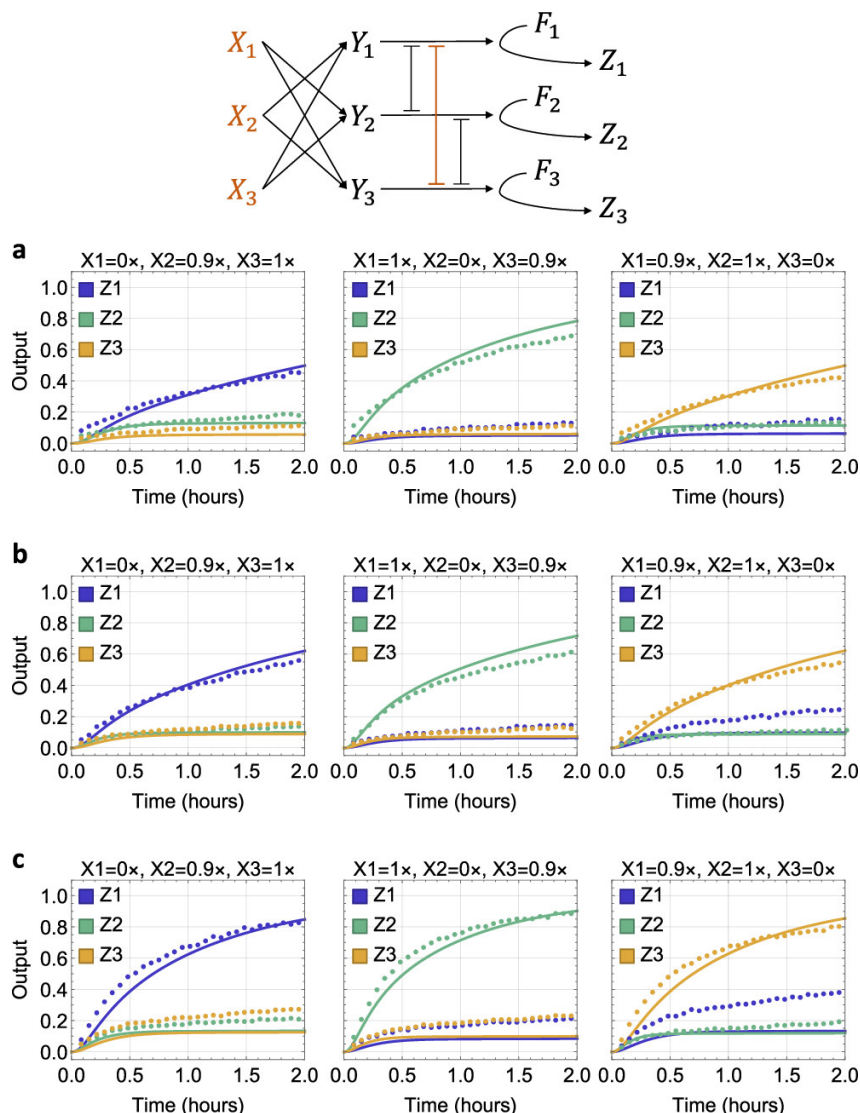 X1 Y1 F1
Z1
X2 Y2 F2
Z2
X3 Y3 F3
Z3
a
X1=0×, X2=0.9×, X3=1× X1=1×, X2=0×, X3=0.9× X1=0.9×, X2=1×, X3=0×
1.0 Z1 Z1 Z1
0.8 Z2 Z2 Z2
0.6 Z3 Z3 Z3
0.4
0.2
0.0
Output
0.0 0.5 1.0 1.5 2.0 0.0 0.5 1.0 1.5 2.0 0.0 0.5 1.0 1.5 2.0
Time (hours) Time (hours) Time (hours)
b
X1=0×, X2=0.9×, X3=1× X1=1×, X2=0×, X3=0.9× X1=0.9×, X2=1×, X3=0×
1.0 Z1 Z1 Z1
0.8 Z2 Z2 Z2
0.6 Z3 Z3 Z3
0.4
0.2
0.0
Output
0.0 0.5 1.0 1.5 2.0 0.0 0.5 1.0 1.5 2.0 0.0 0.5 1.0 1.5 2.0
Time (hours) Time (hours) Time (hours)
c
X1=0×, X2=0.9×, X3=1× X1=1×, X2=0×, X3=0.9× X1=0.9×, X2=1×, X3=0×
1.0 Z1 Z1 Z1
0.8 Z2 Z2 Z2
0.6 Z3 Z3 Z3
0.4
0.2
0.0
Output
0.0 0.5 1.0 1.5 2.0 0.0 0.5 1.0 1.5 2.0 0.0 0.5 1.0 1.5 2.0
Time (hours) Time (hours) Time (hours)